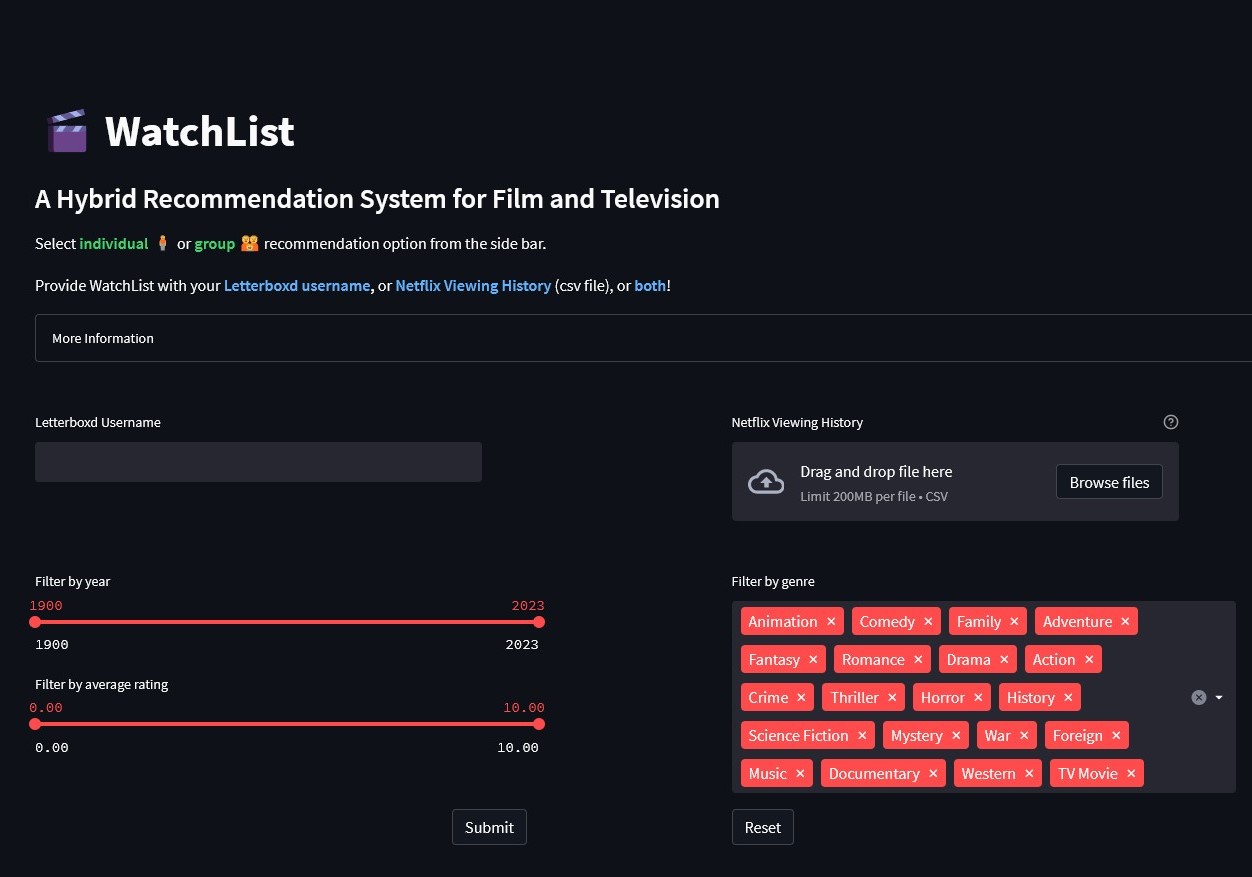 WatchList
A Hybrid Recommendation System for Film and Television
Select individual or group recommendation option from the side bar.
Provide WatchList with your Letterboxd username, or Netflix Viewing History (csv file), or both!
More Information
Letterboxd Username
Netflix Viewing History
Drag and drop file here
Limit 200MB per file • CSV
Browse files
Filter by year
1900 2023
1900 2023
Filter by average rating
0.00 10.00
0.00 10.00
Filter by genre
Animation × Comedy × Family × Adventure ×
Fantasy × Romance × Drama × Action ×
Crime × Thriller × Horror × History ×
Science Fiction × Mystery × War × Foreign ×
Music × Documentary × Western × TV Movie ×
Submit
Reset